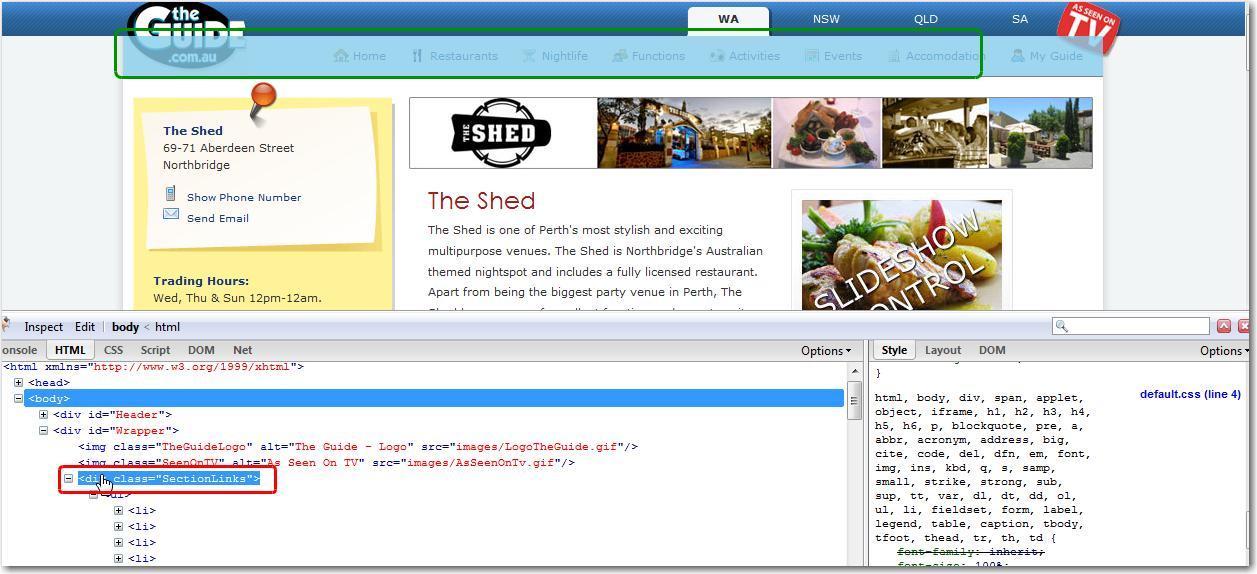 the
GUIDE
.com.au
WA NSW QLD SA
AS SEEN ON
TV
Home Restaurants Nightlife Functions Activities Events Accomodation My Guide
The Shed
69-71 Aberdeen Street
Northbridge
Show Phone Number
Send Email
Trading Hours:
Wed, Thu & Sun 12pm-12am.
THE SHED
The Shed
The Shed is one of Perth's most stylish and exciting
multipurpose venues. The Shed is Northbridge's Australian
themed nightspot and includes a fully licensed restaurant.
Apart from being the biggest party venue in Perth, The
SLIDESHOW
CONTROL
Inspect Edit body < html
onsole HTML CSS Script DOM Net Options
<html xmlns="http://www.w3.org/1999/xhtml">
<head>
<body>
<div id="Header">
<div id="Wrapper">
<img class="TheGuideLogo" alt="The Guide - Logo" src="images/LogoTheGuide.gif"/>
<img class="SeenOnTV" alt="As Seen On TV" src="images/AsSeenOnTv.gif"/>
<div class="SectionLinks">
<ul>
<li>
<li>
<li>
<li>
Style Layout DOM Options
}
html, body, div, span, applet, default.css (line 4)
object, iframe, h1, h2, h3, h4,
h5, h6, p, blockquote, pre, a,
abbr, acronym, address, big,
cite, code, del, dfn, em, font,
img, ins, kbd, q, s, samp,
small, strike, strong, sub,
sup, tt, var, dl, dt, dd, ol,
ul, li, fieldset, form, label,
legend, table, caption, tbody,
tfoot, thead, tr, th, td {
font-family: inherit;
font-size: 100%;